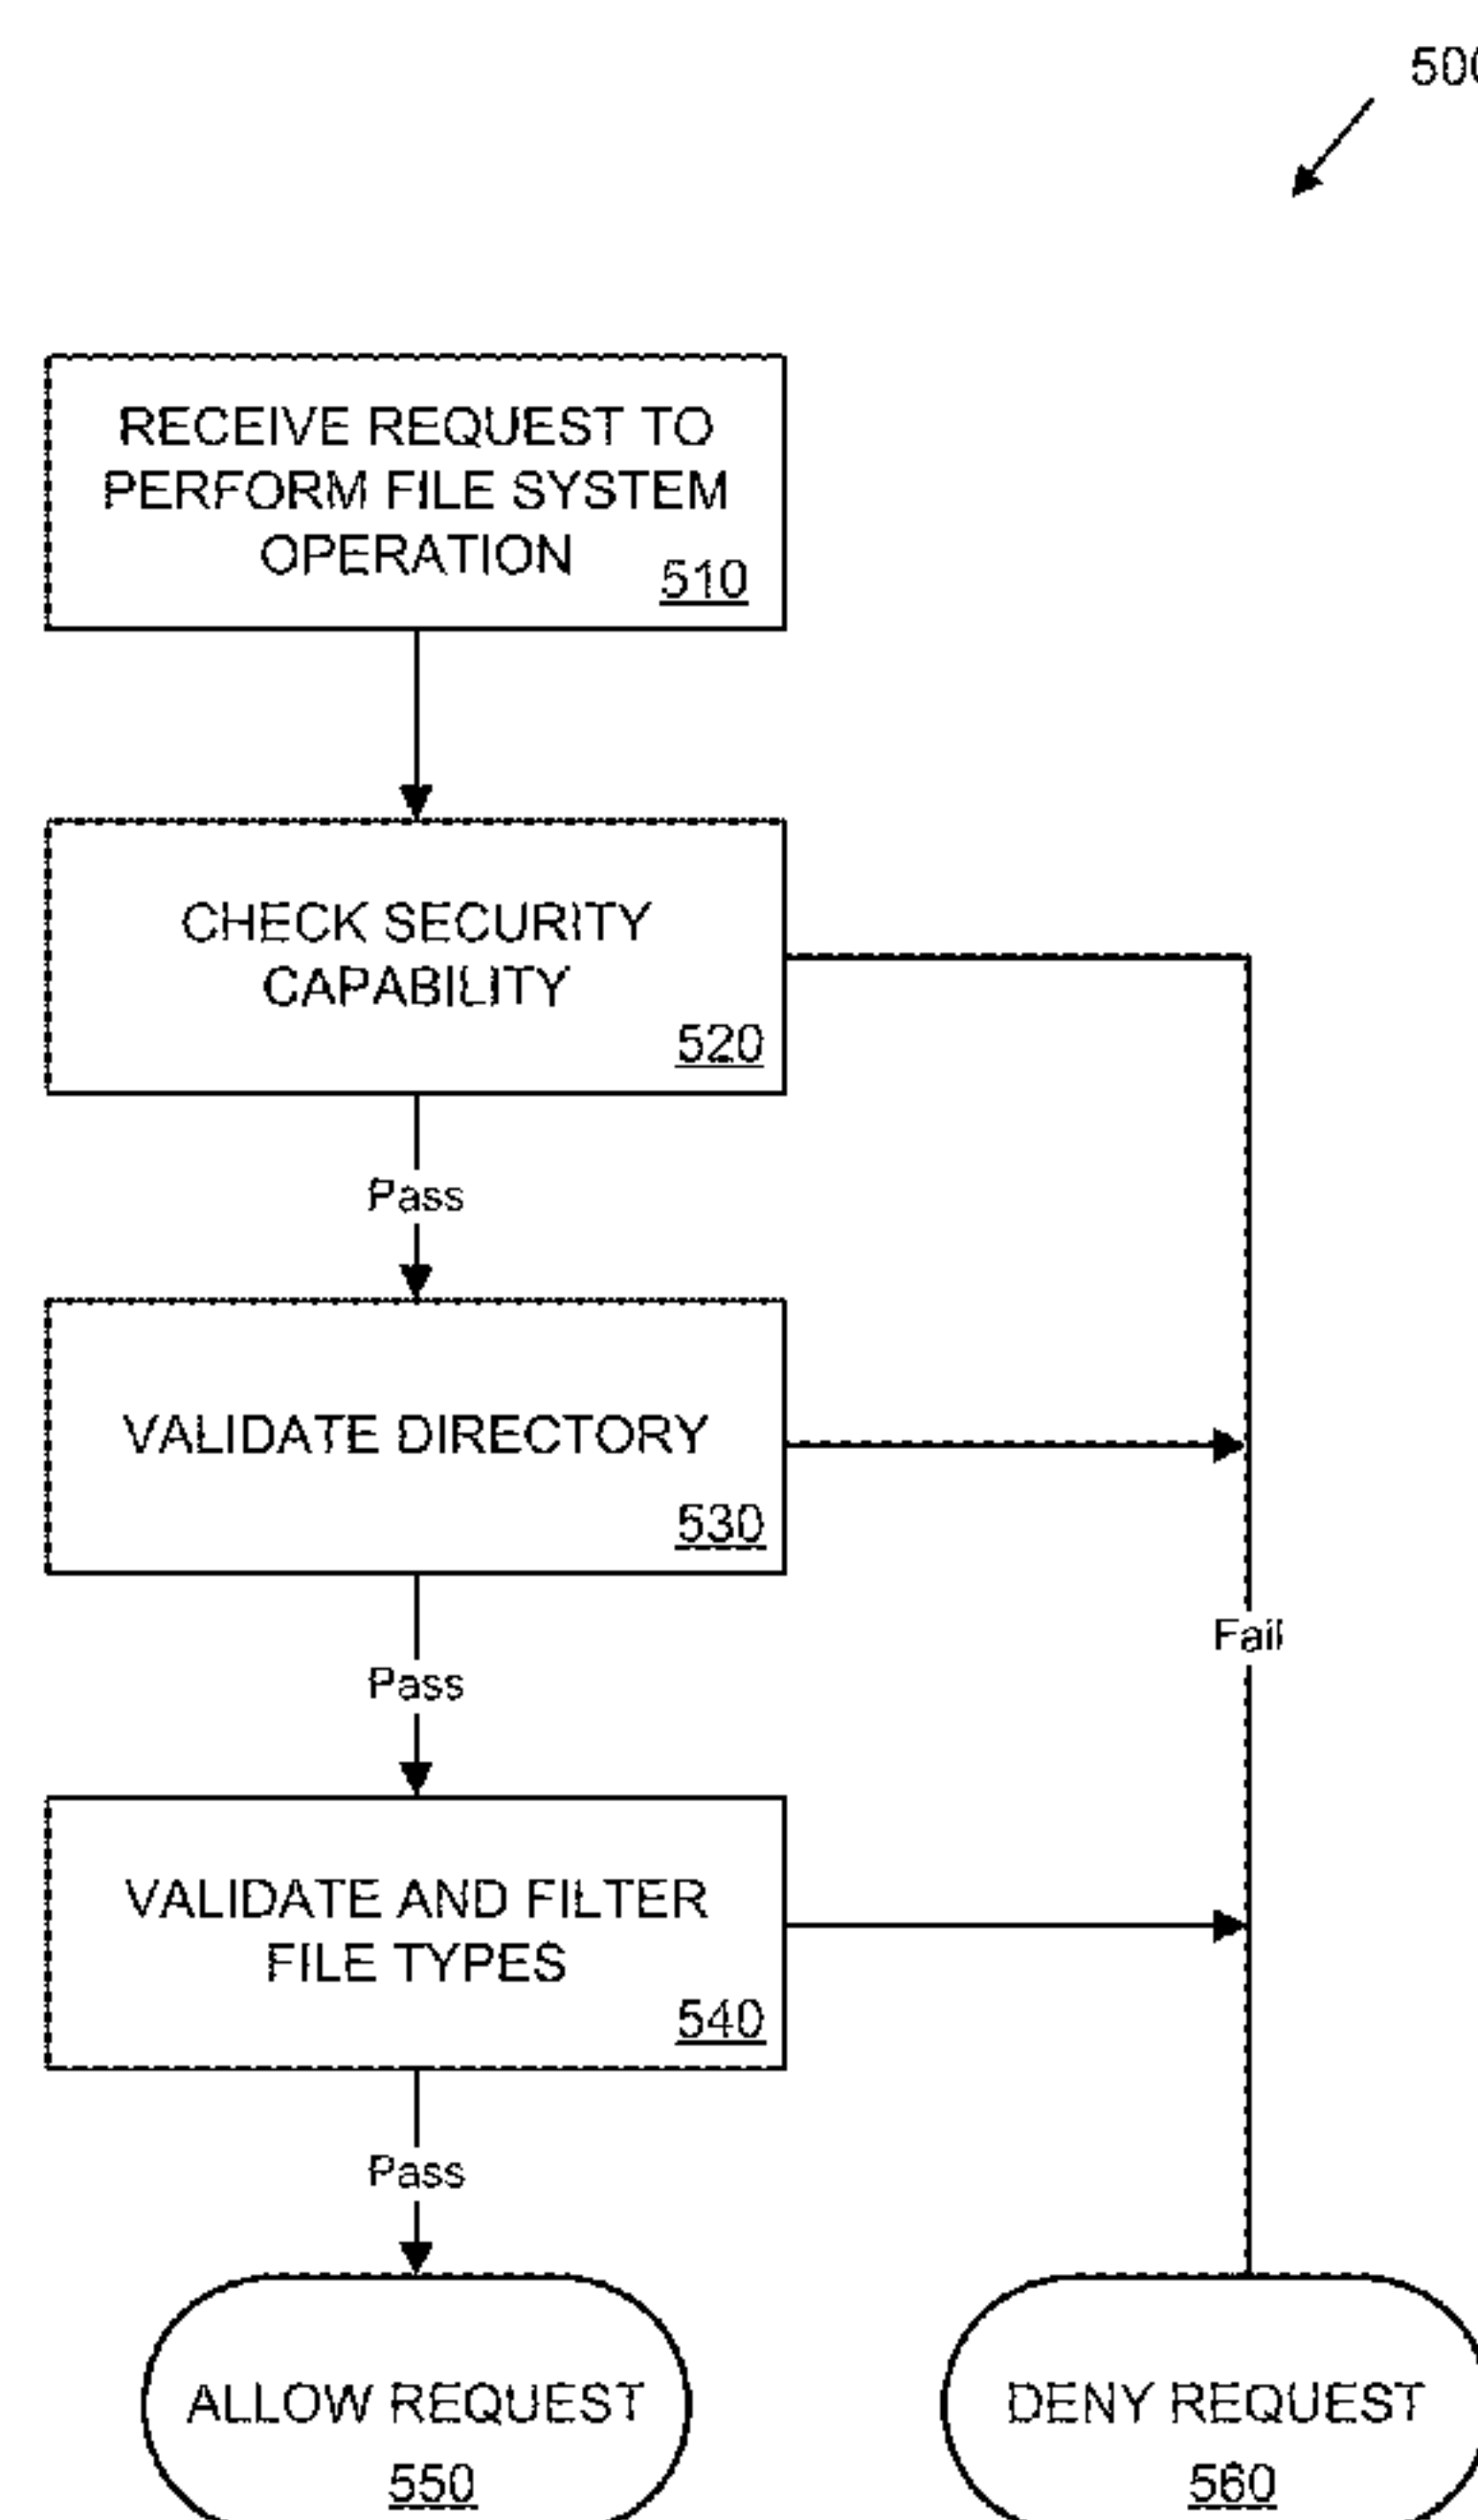 500
RECEIVE REQUEST TO
PERFORM FILE SYSTEM
OPERATION
510
CHECK SECURITY
CAPABILITY
520
Pass
VALIDATE DIRECTORY
530
Fail
Pass
VALIDATE AND FILTER
FILE TYPES
540
Pass
ALLOW REQUEST
550
DENY REQUEST
560